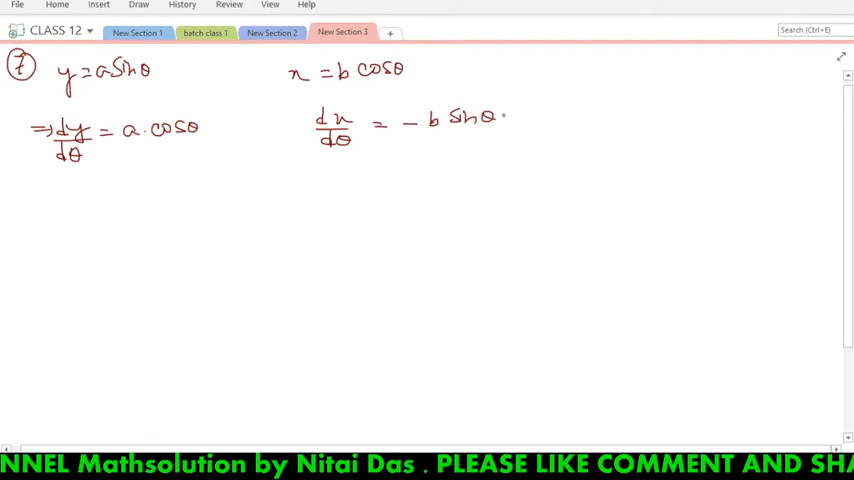 File Home Insert Draw History Review View Help
CLASS 12 New Section 1 batch class 1 New Section 2 New Section 3 + Search (Ctrl+E)
7 y = a sinθ x = b cosθ
⇒ dy/dθ = a · cosθ dx/dθ = - b sinθ ·
NNEL Mathsolution by Nitai Das . PLEASE LIKE COMMENT AND SHA